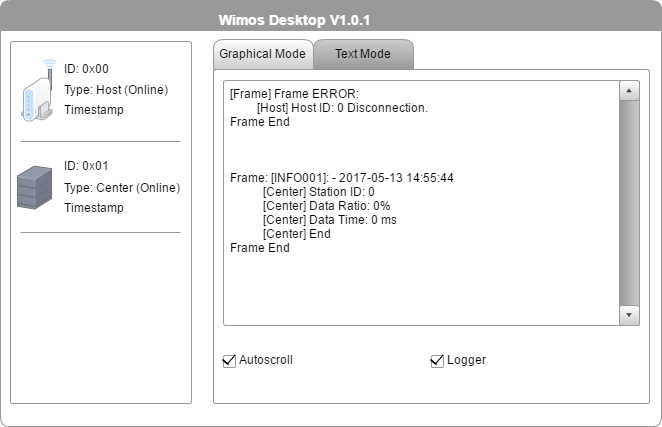 Wimos Desktop V1.0.1
ID: 0x00
Type: Host (Online)
Timestamp
ID: 0x01
Type: Center (Online)
Timestamp
Graphical Mode
Text Mode
[Frame] Frame ERROR:
[Host] Host ID: 0 Disconnection.
Frame End
Frame: [INFO001]: - 2017-05-13 14:55:44
[Center] Station ID: 0
[Center] Data Ratio: 0%
[Center] Data Time: 0 ms
[Center] End
Frame End
Autoscroll
Logger